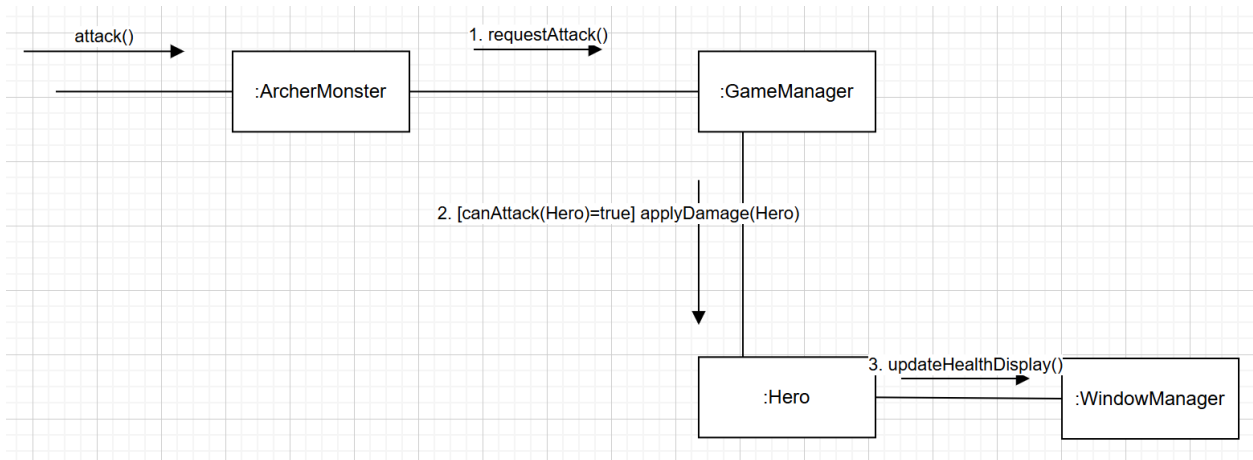 attack()
1. requestAttack()
:ArcherMonster
:GameManager
2. [canAttack(Hero)=true] applyDamage(Hero)
3. updateHealthDisplay()
:Hero
:WindowManager